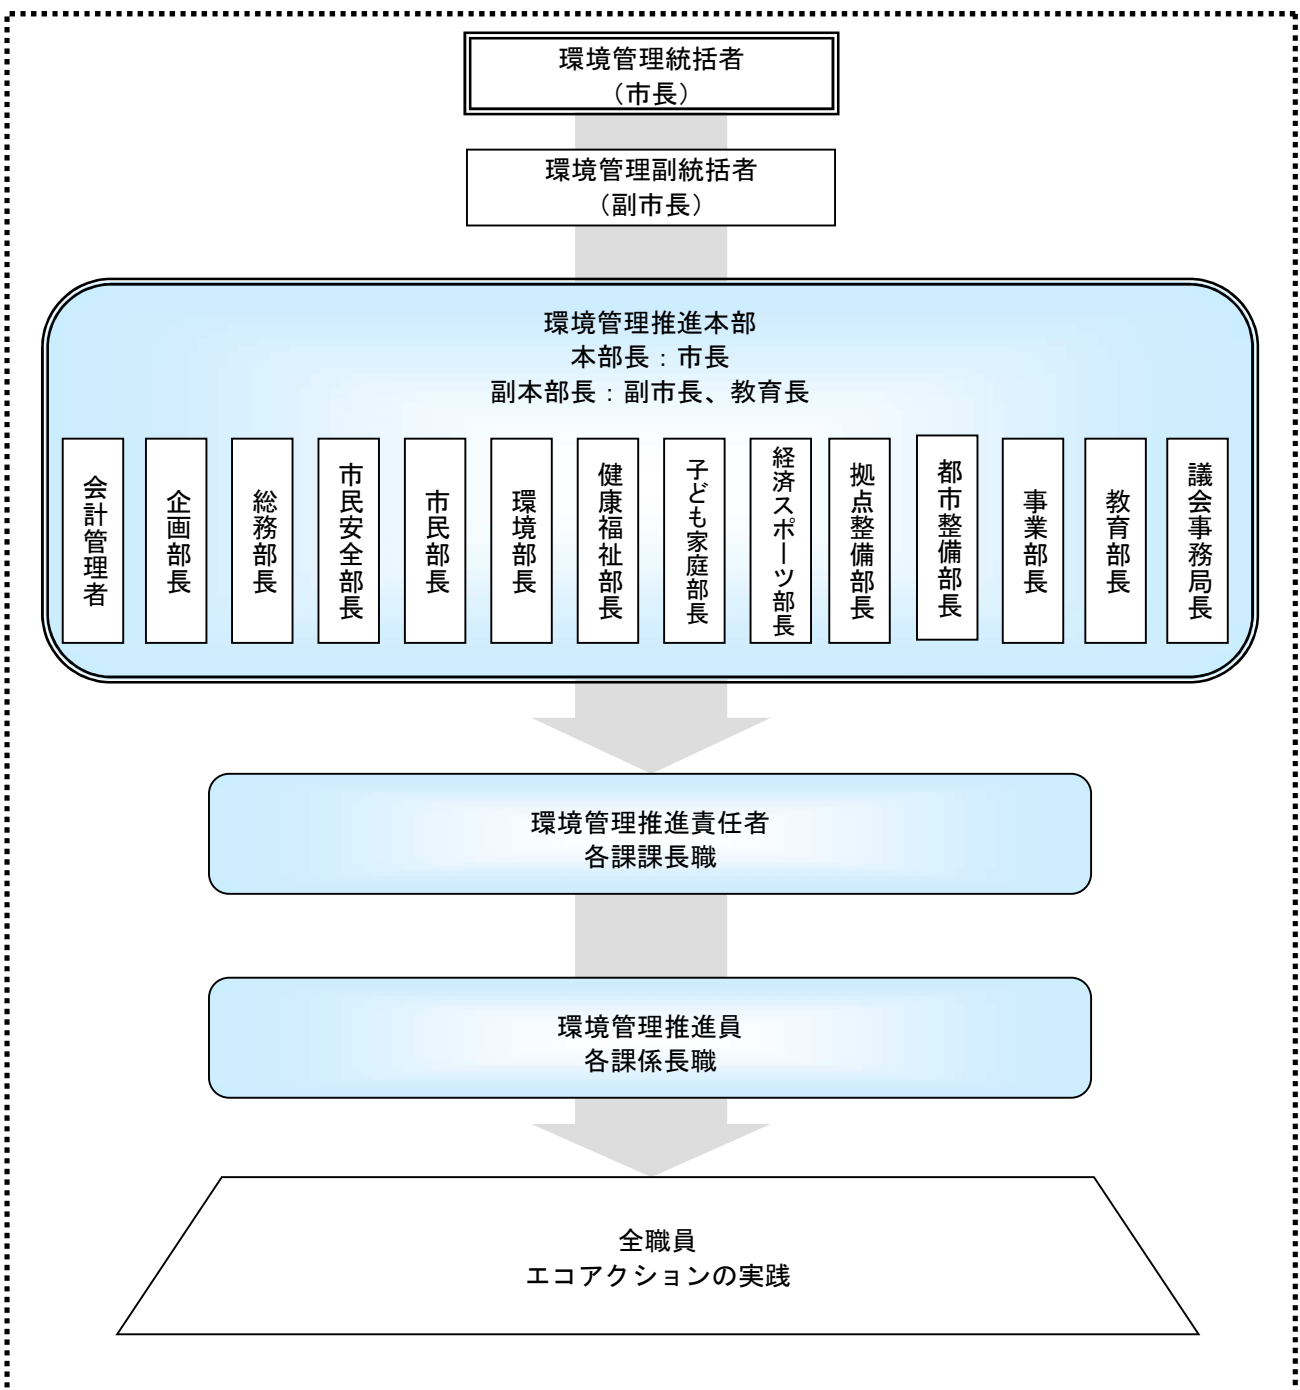 環境管理統括者
（市長）
環境管理副統括者
（副市長）
環境管理推進本部
本部長：市長
副本部長：副市長、教育長
会計管理者
企画部長
総務部長
市民安全部長
市民部長
環境部長
健康福祉部長
子ども家庭部長
経済スポーツ部長
拠点整備部長
都市整備部長
事業部長
教育部長
議会事務局長
環境管理推進責任者
各課課長職
環境管理推進員
各課係長職
全職員
エコアクションの実践